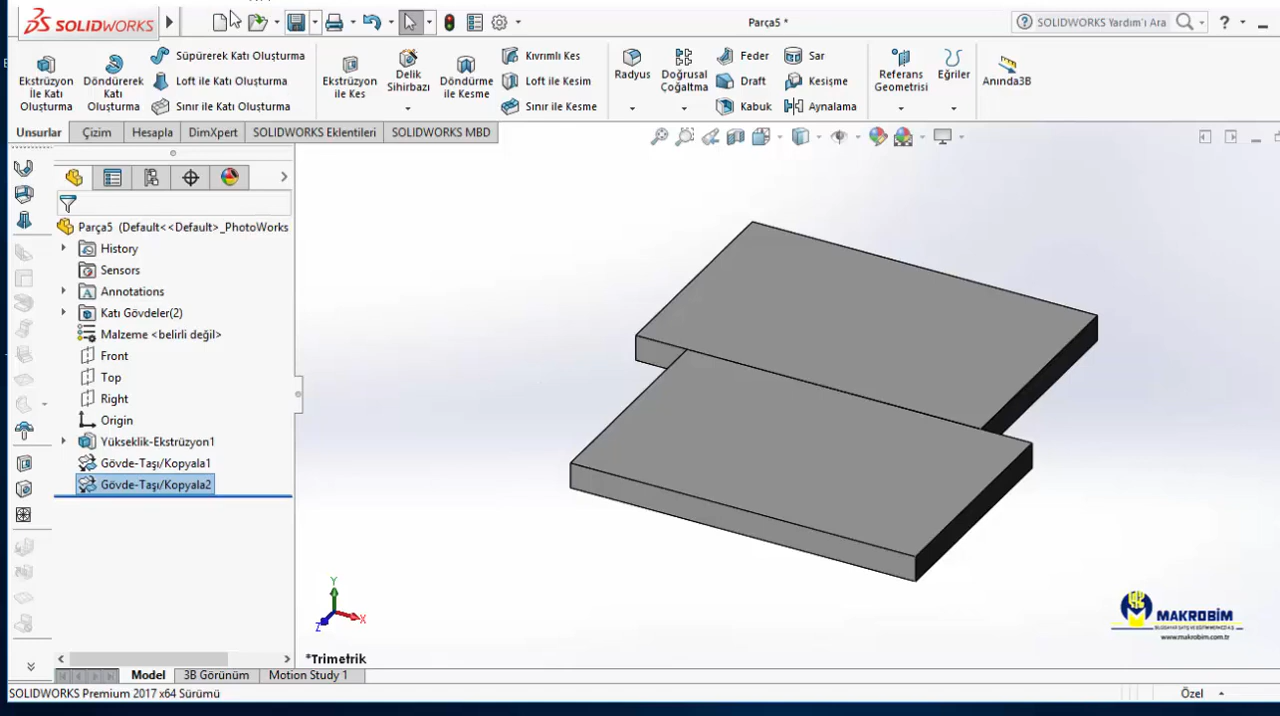 SOLIDWORKS
Parça5 *
SOLIDWORKS Yardım'ı Ara
?
Ekstrüzyon
ile Katı
Oluşturma
Döndürerek
Katı
Oluşturma
Süpürerek Katı Oluşturma
Loft ile Katı Oluşturma
Sınır ile Katı Oluşturma
Ekstrüzyon
ile Kes
Delik
Sihirbazı
Döndürme
ile Kesme
Kıvrımlı Kes
Loft ile Kesim
Sınır ile Kesme
Radyus
Doğrusal
Çoğaltma
Feder
Draft
Kabuk
Sar
Kesişme
Aynalama
Referans
Geometrisi
Eğriler
Anında3B
Unsurlar
Çizim
Hesapla
DimXpert
SOLIDWORKS Eklentileri
SOLIDWORKS MBD
Parça5 (Default<<Default>_PhotoWorks
History
Sensors
Annotations
Katı Gövdeler(2)
Malzeme <belirli değil>
Front
Top
Right
Origin
Yükseklik-Ekstrüzyon1
Gövde-Taşı/Kopyala1
Gövde-Taşı/Kopyala2
Y
X
Z
*Trimetrik
MAKROBİM
www.makrobim.com.tr
Model
3B Görünüm
Motion Study 1
SOLIDWORKS Premium 2017 x64 Sürümü
Özel